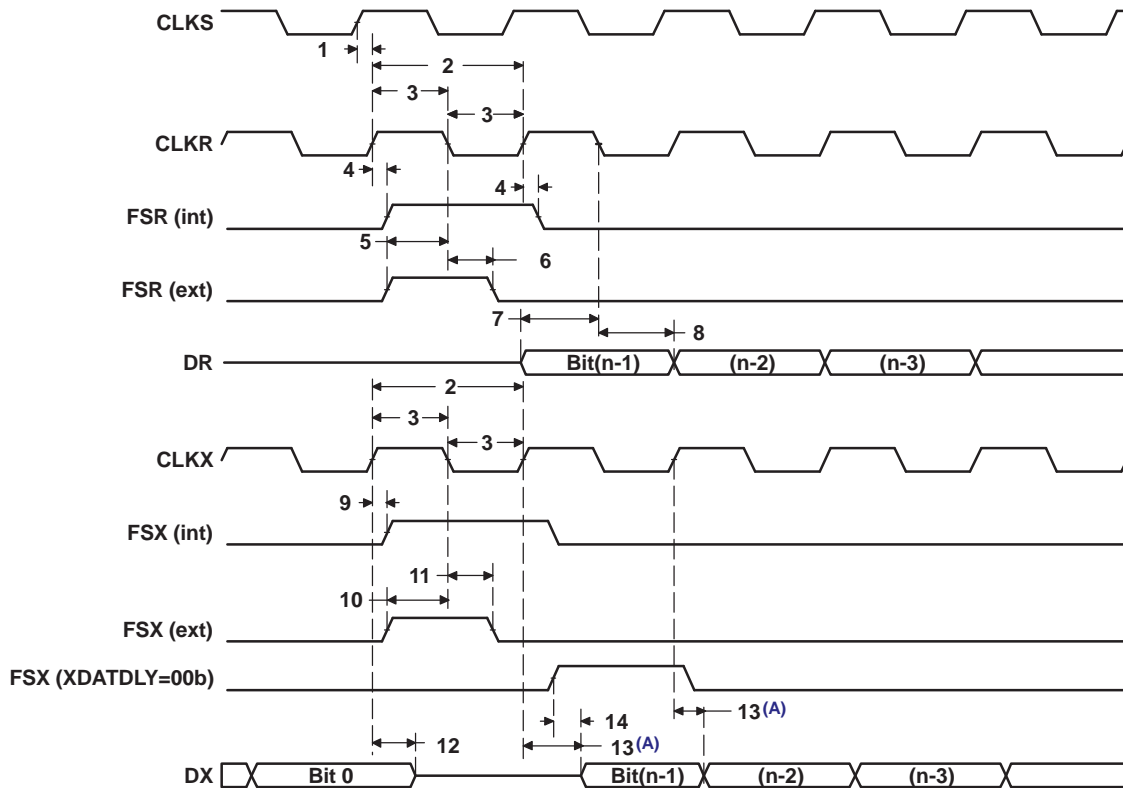 CLKS
1
2
3
3
CLKR
4
4
FSR (int)
5
6
FSR (ext)
7
8
DR
Bit(n-1)
(n-2)
(n-3)
2
3
3
CLKX
9
FSX (int)
11
10
FSX (ext)
FSX (XDATDLY=00b)
14
13(A)
12
13(A)
DX
Bit 0
Bit(n-1)
(n-2)
(n-3)